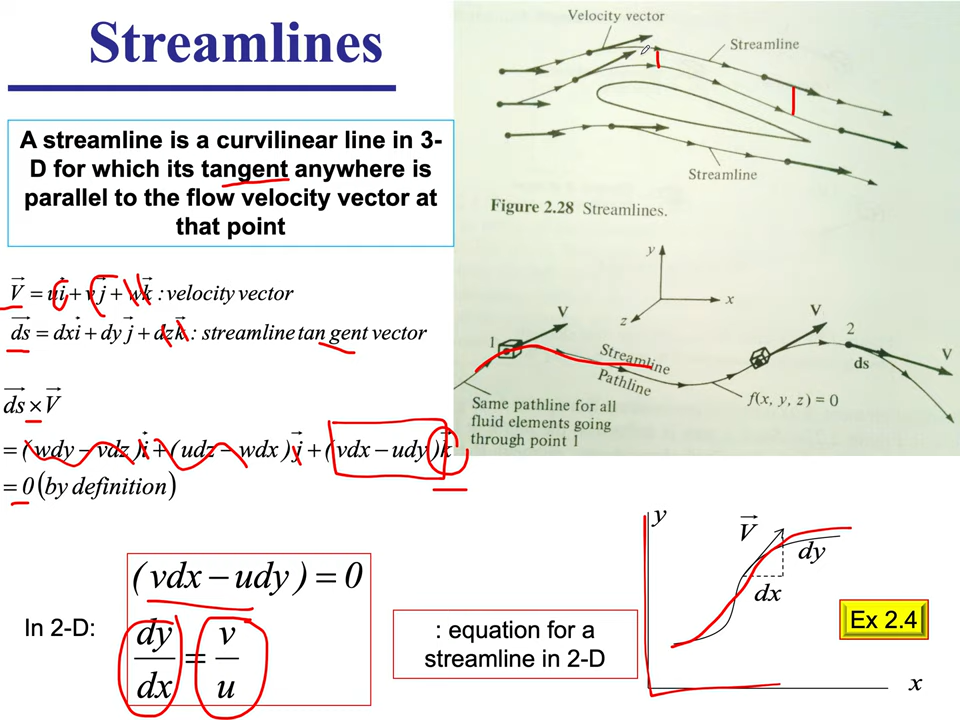 Streamlines
A streamline is a curvilinear line in 3-
D for which its tangent anywhere is
parallel to the flow velocity vector at
that point
V = ui + vj + wk : velocity vector
ds = dxi + dy j + dzk : streamline tan gent vector
ds × V
= (wdy − vdz )i + (udz − wdx ) j + (vdx − udy )k
= 0 (by definition)
In 2-D:
(vdx − udy ) = 0
dy/dx = v/u
: equation for a
streamline in 2-D
Velocity vector
Streamline
Streamline
Figure 2.28 Streamlines.
y
x
z
V
V
1
2
Streamline
Pathline
ds
V
f(x, y, z) = 0
Same pathline for all
fluid elements going
through point 1
y
V
dy
dx
Ex 2.4
x